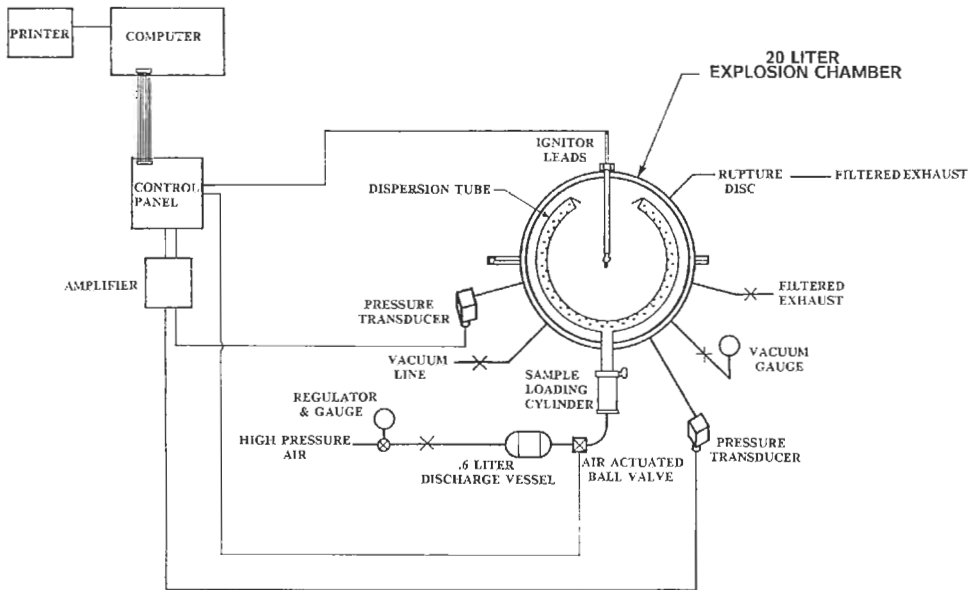 PRINTER
COMPUTER
20 LITER
EXPLOSION CHAMBER
IGNITOR
LEADS
CONTROL
PANEL
DISPERSION TUBE
RUPTURE
DISC
FILTERED EXHAUST
AMPLIFIER
PRESSURE
TRANSDUCER
FILTERED
EXHAUST
VACUUM
LINE
VACUUM
GAUGE
SAMPLE
LOADING
CYLINDER
REGULATOR
& GAUGE
HIGH PRESSURE
AIR
.6 LITER
DISCHARGE VESSEL
AIR ACTUATED
BALL VALVE
PRESSURE
TRANSDUCER